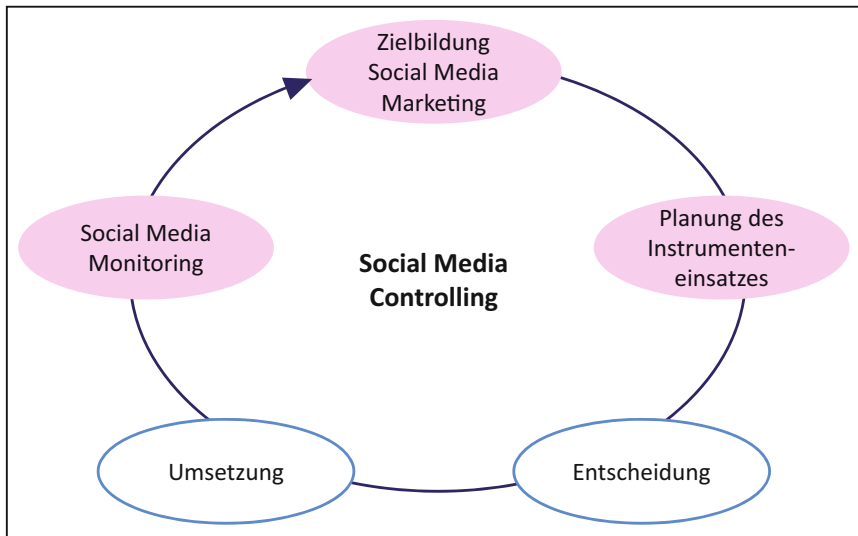 Zielbildung
Social Media
Marketing
Planung des
Instrumenten-
einsatzes
Entscheidung
Umsetzung
Social Media
Monitoring
Social Media
Controlling